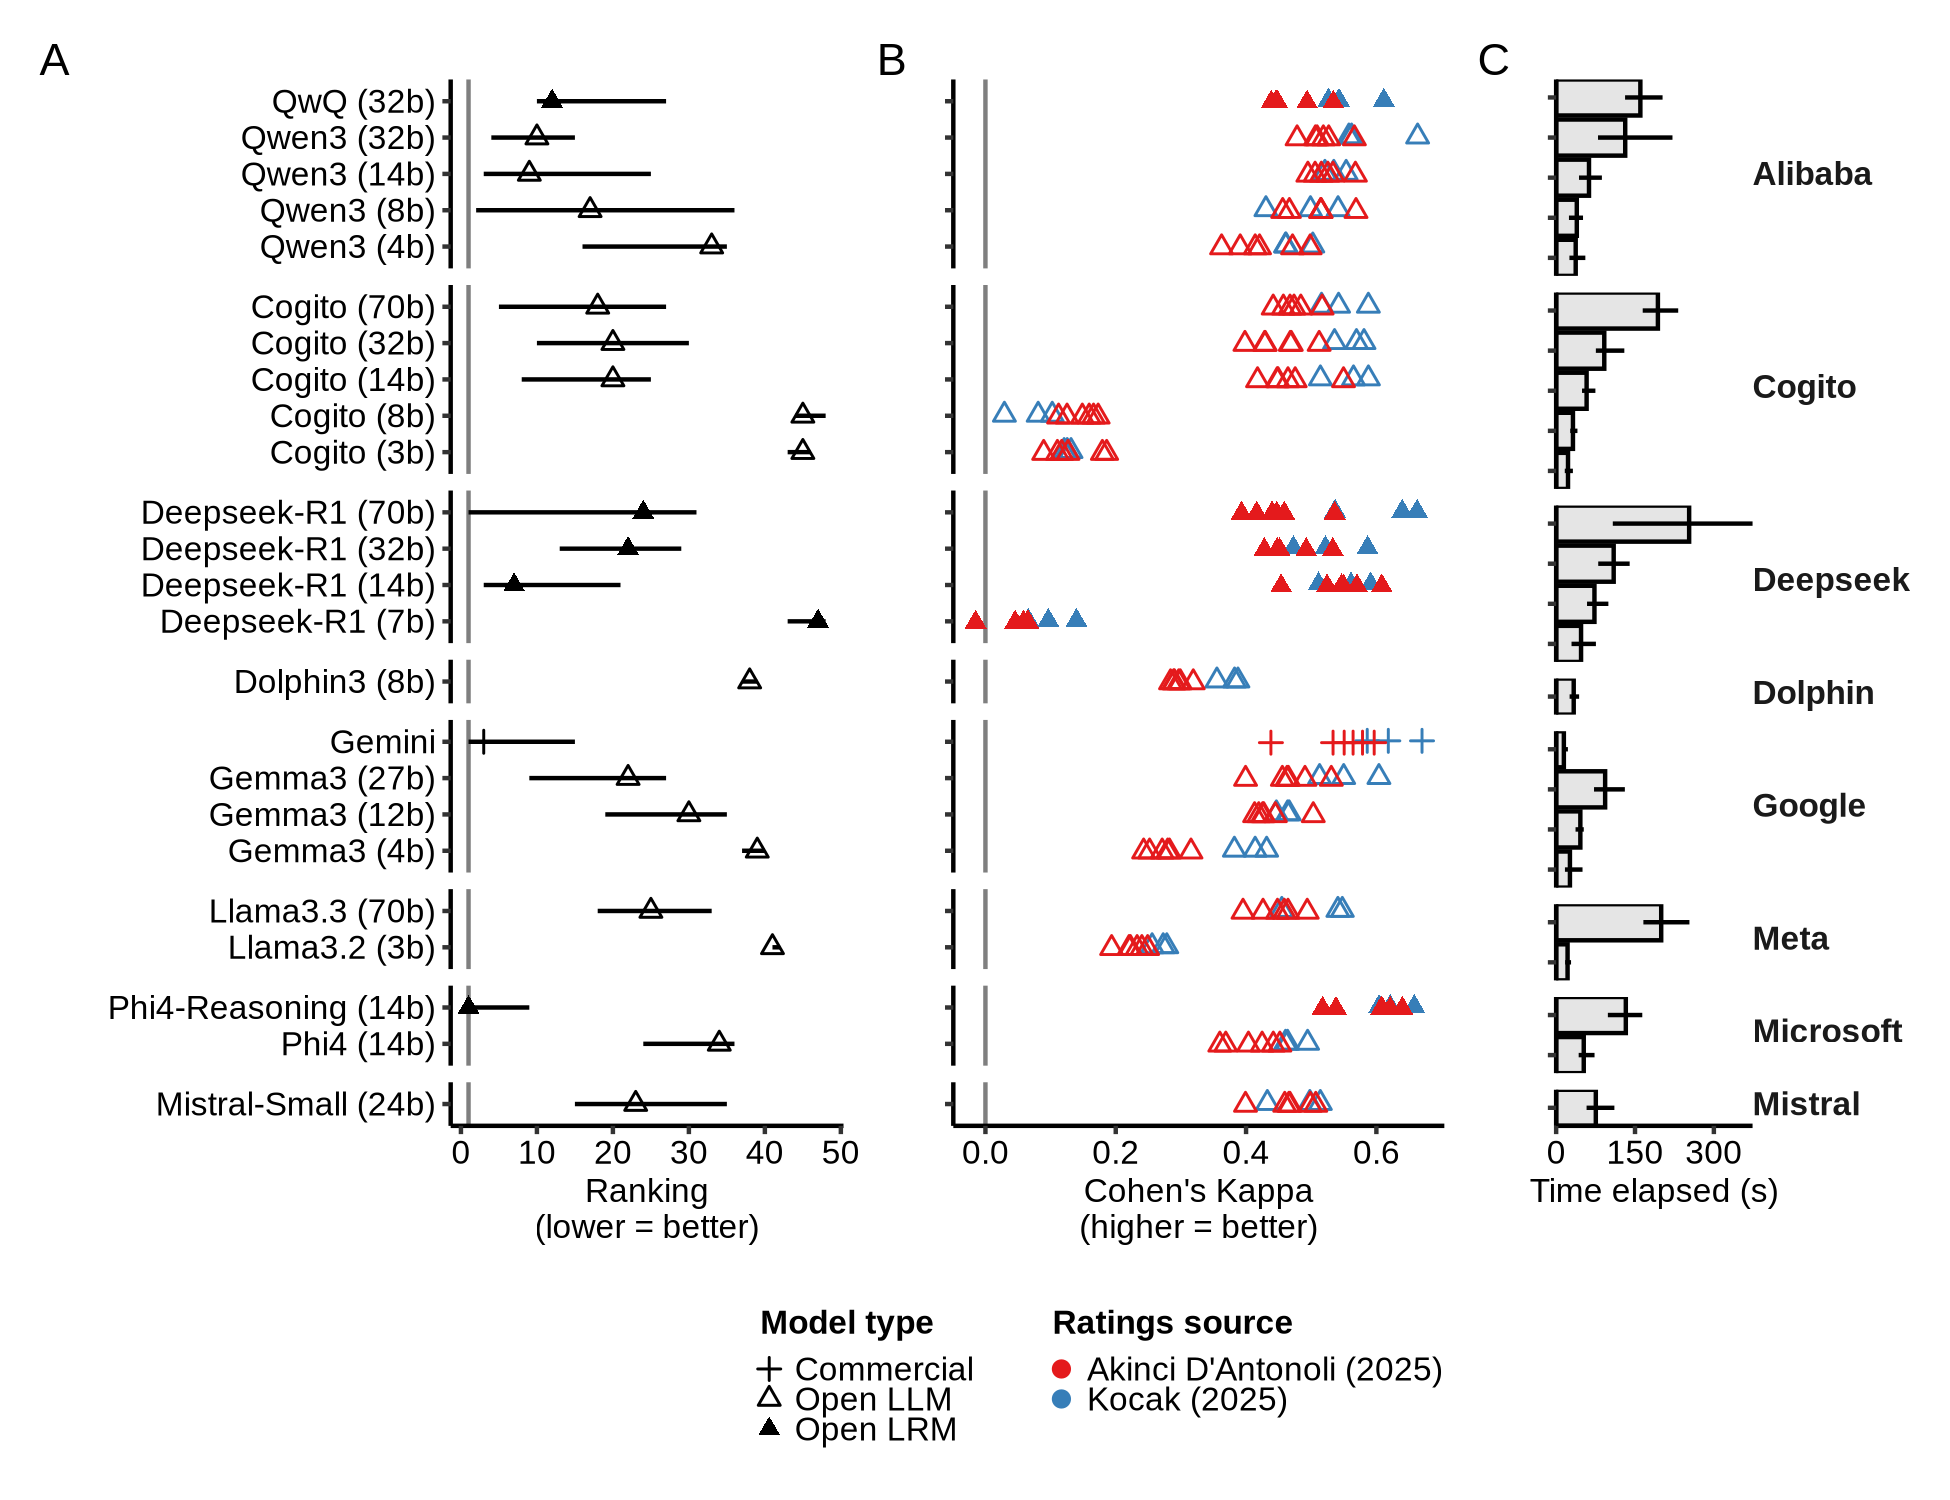 A
B
C
QwQ (32b)
Qwen3 (32b)
Qwen3 (14b)
Qwen3 (8b)
Qwen3 (4b)
Alibaba
Cogito (70b)
Cogito (32b)
Cogito (14b)
Cogito (8b)
Cogito (3b)
Cogito
Deepseek-R1 (70b)
Deepseek-R1 (32b)
Deepseek-R1 (14b)
Deepseek-R1 (7b)
Deepseek
Dolphin3 (8b)
Dolphin
Gemini
Gemma3 (27b)
Gemma3 (12b)
Gemma3 (4b)
Google
Llama3.3 (70b)
Llama3.2 (3b)
Meta
Phi4-Reasoning (14b)
Phi4 (14b)
Microsoft
Mistral-Small (24b)
Mistral
0 10 20 30 40 50
Ranking
(lower = better)
0.0 0.2 0.4 0.6
Cohen's Kappa
(higher = better)
0 150 300
Time elapsed (s)
Model type
Commercial
Open LLM
Open LRM
Ratings source
Akinci D'Antonoli (2025)
Kocak (2025)